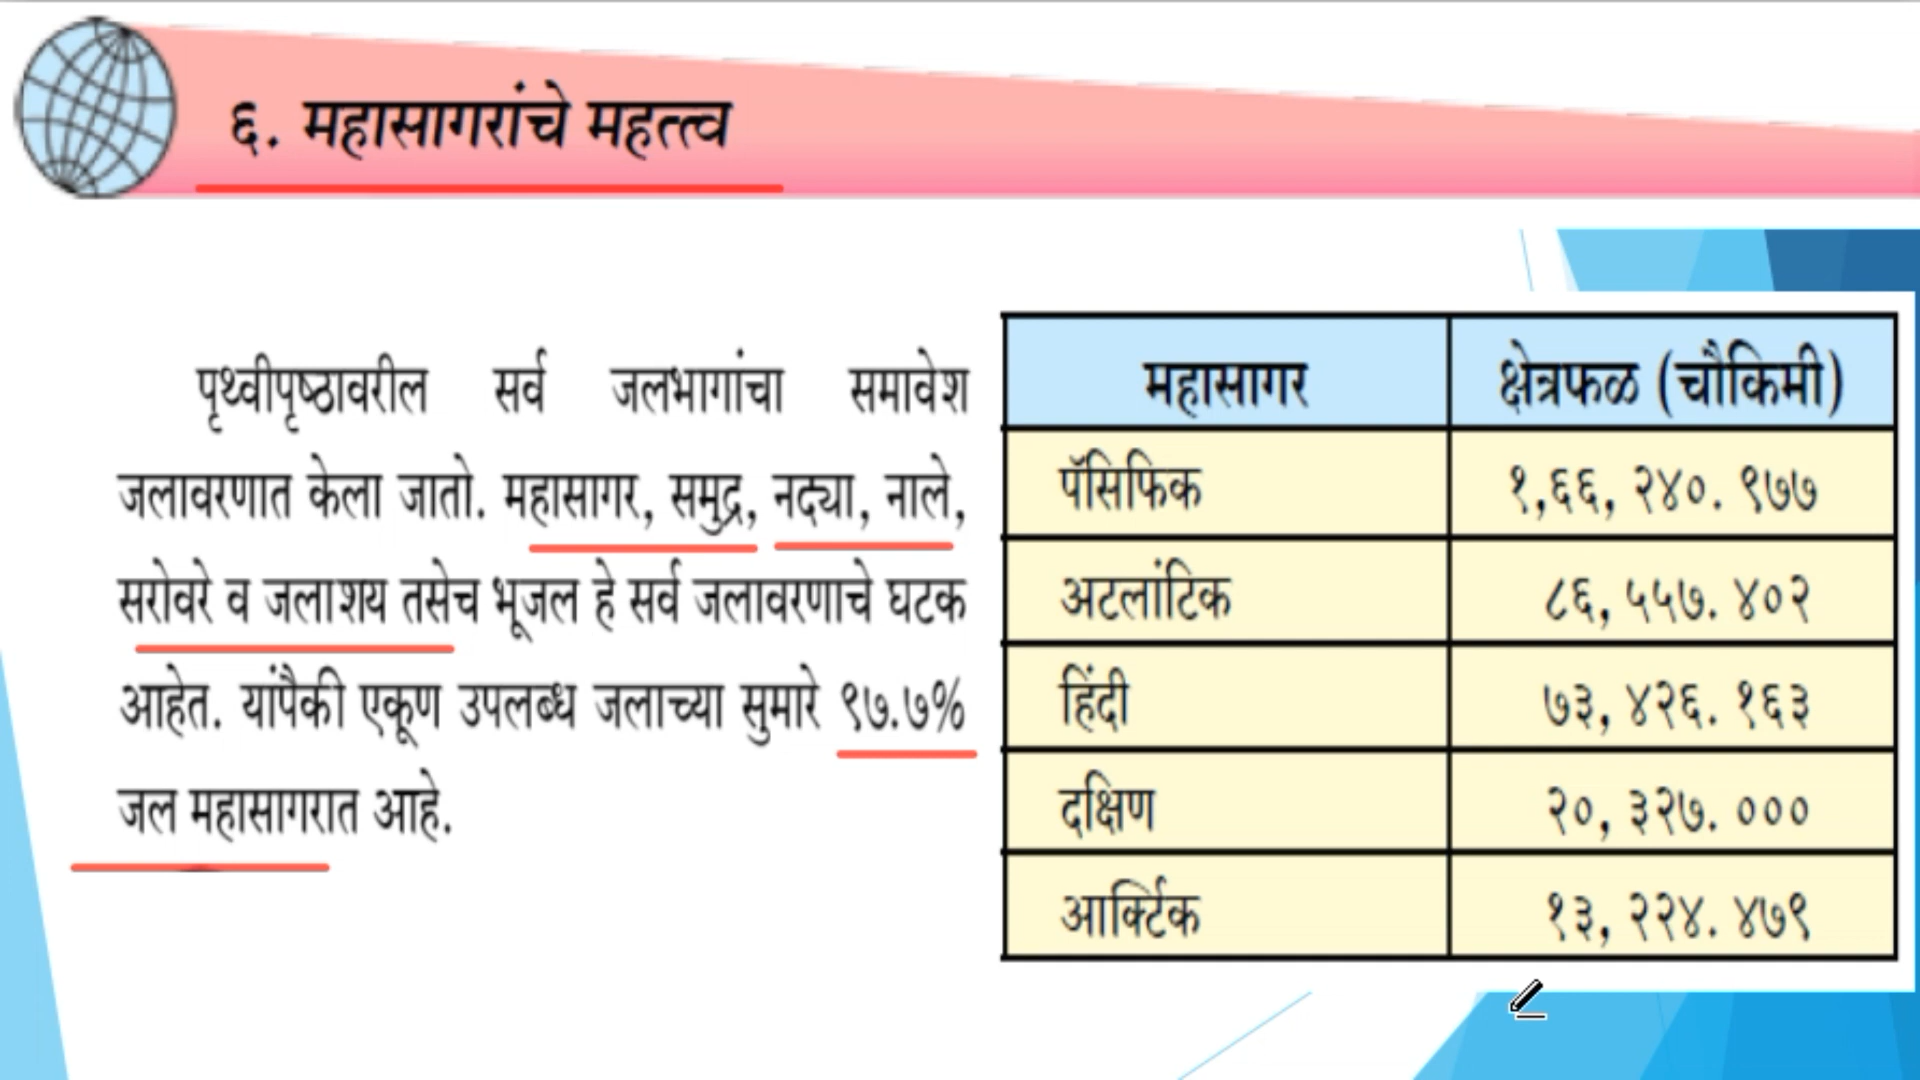 ६. महासागरांचे महत्त्व
पृथ्वीपृष्ठावरील सर्व जलभागांचा समावेश
जलावरणात केला जातो. महासागर, समुद्र, नद्या, नाले,
सरोवरे व जलाशय तसेच भूजल हे सर्व जलावरणाचे घटक
आहेत. यांपैकी एकूण उपलब्ध जलाच्या सुमारे ९७.७%
जल महासागरात आहे.
महासागर क्षेत्रफळ (चौकिमी)
पॅसिफिक १,६६, २४०. ९७७
अटलांटिक ८६, ५५७. ४०२
हिंदी ७३, ४२६. १६३
दक्षिण २०, ३२७. ०००
आर्क्टिक १३, २२४. ४७९